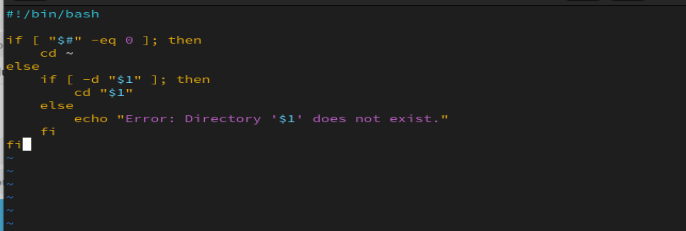 #!/bin/bash

if [ "$#" -eq 0 ]; then
    cd ~
else
    if [ -d "$1" ]; then
        cd "$1"
    else
        echo "Error: Directory '$1' does not exist."
    fi
fi
~
~
~
~
~
~